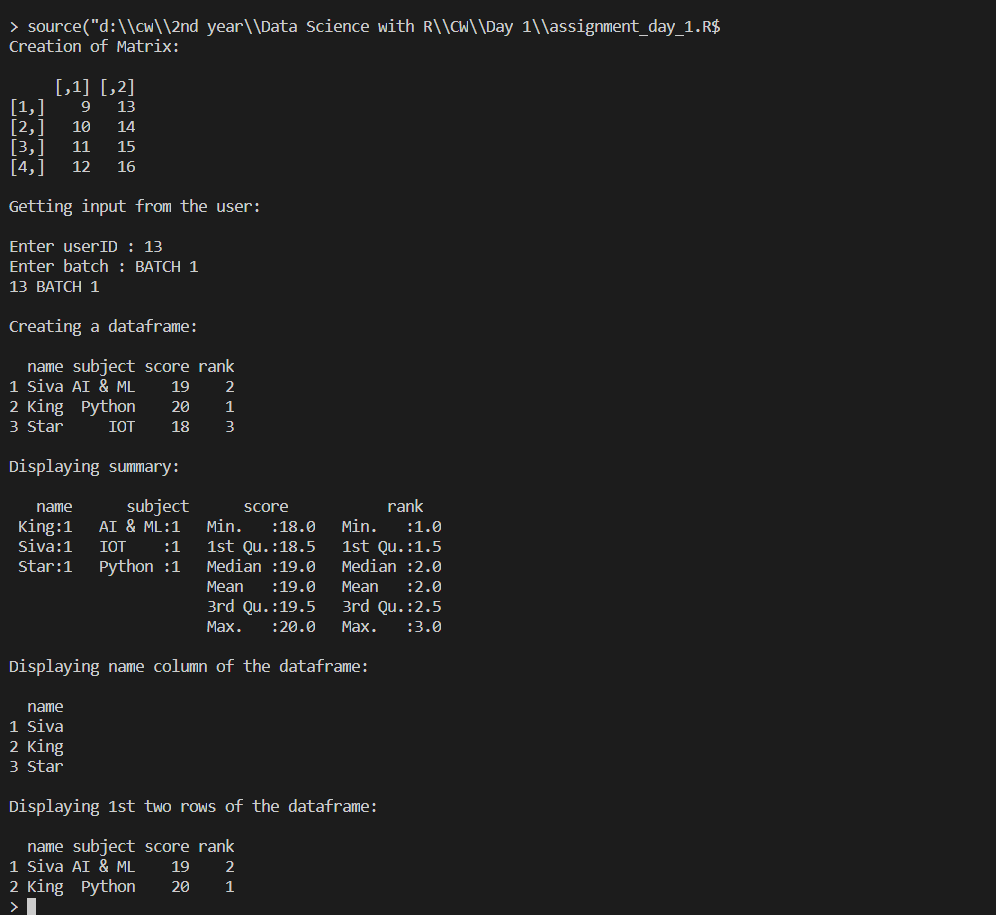 > source("d:\\cw\\2nd year\\Data Science with R\\CW\\Day 1\\assignment_day_1.R$
Creation of Matrix:
     [,1] [,2]
[1,]    9   13
[2,]   10   14
[3,]   11   15
[4,]   12   16
Getting input from the user:
Enter userID : 13
Enter batch : BATCH 1
13 BATCH 1
Creating a dataframe:
  name subject score rank
1 Siva AI & ML    19    2
2 King  Python    20    1
3 Star     IOT    18    3
Displaying summary:
   name      subject      score           rank
 King:1   AI & ML:1   Min.   :18.0   Min.   :1.0
 Siva:1   IOT    :1   1st Qu.:18.5   1st Qu.:1.5
 Star:1   Python :1   Median :19.0   Median :2.0
                      Mean   :19.0   Mean   :2.0
                      3rd Qu.:19.5   3rd Qu.:2.5
                      Max.   :20.0   Max.   :3.0
Displaying name column of the dataframe:
  name
1 Siva
2 King
3 Star
Displaying 1st two rows of the dataframe:
  name subject score rank
1 Siva AI & ML    19    2
2 King  Python    20    1
>